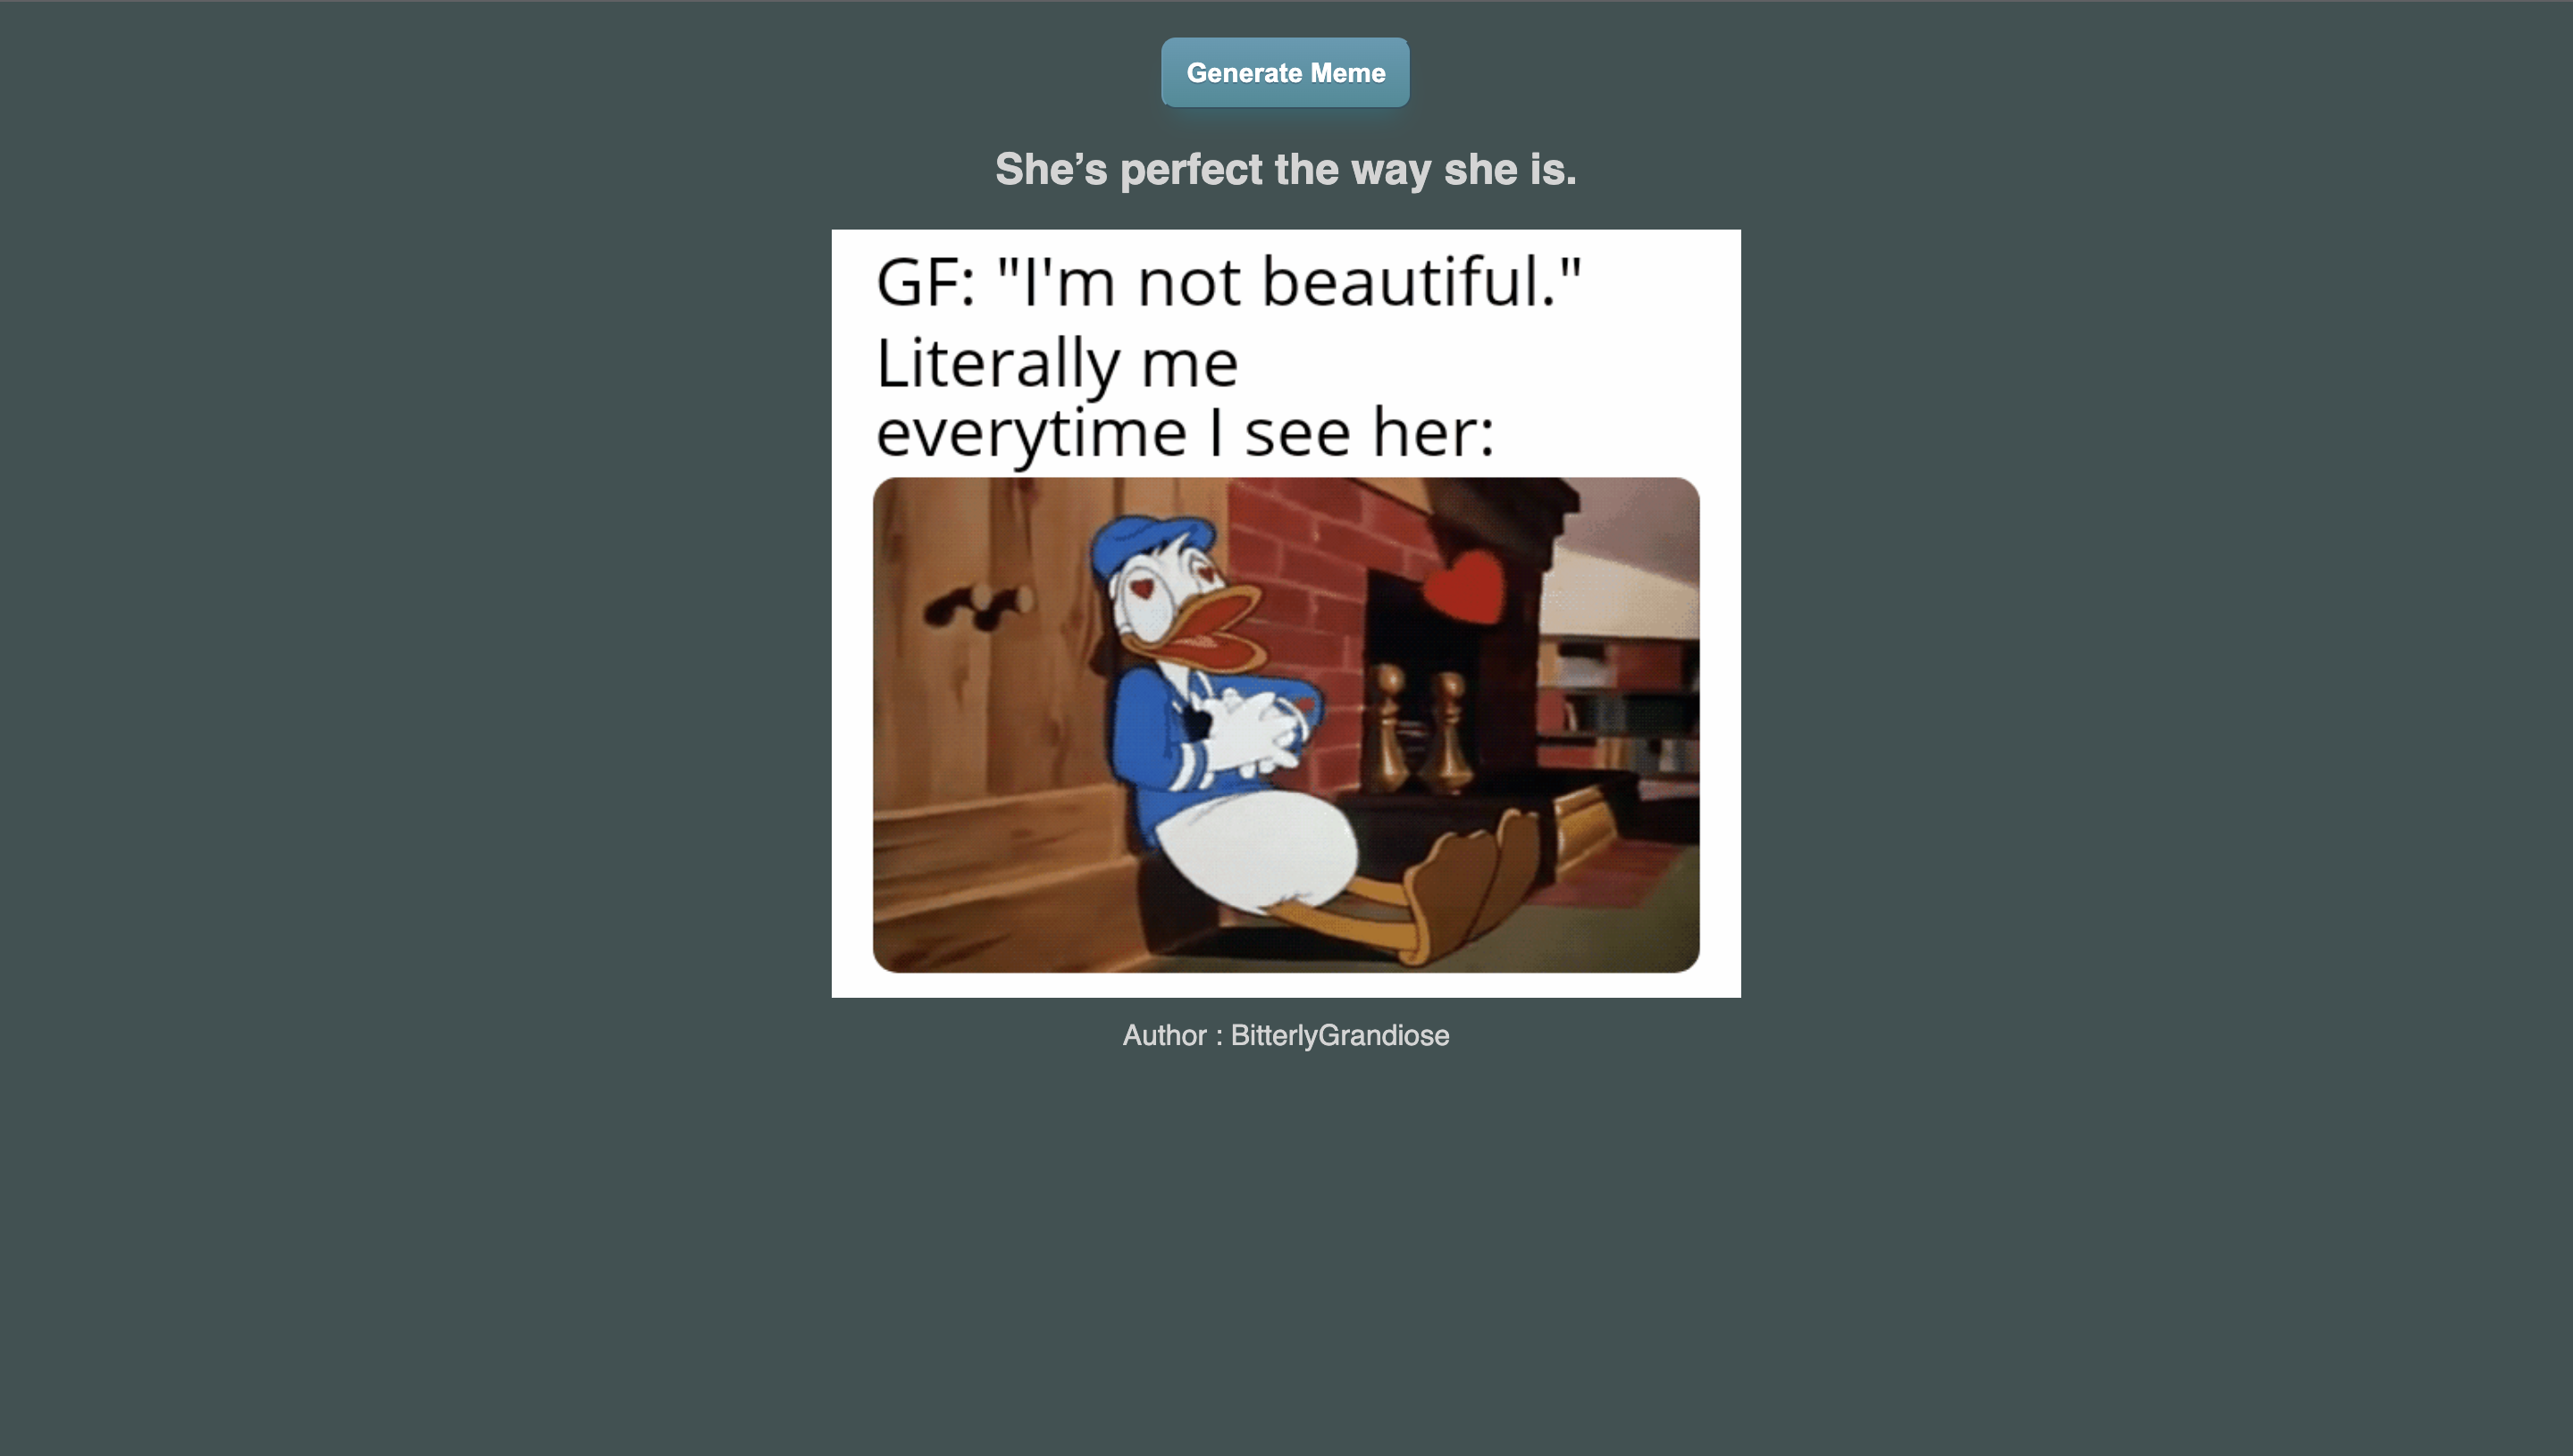 Generate Meme
She’s perfect the way she is.
GF: "I'm not beautiful."
Literally me
everytime I see her:
Author : BitterlyGrandiose